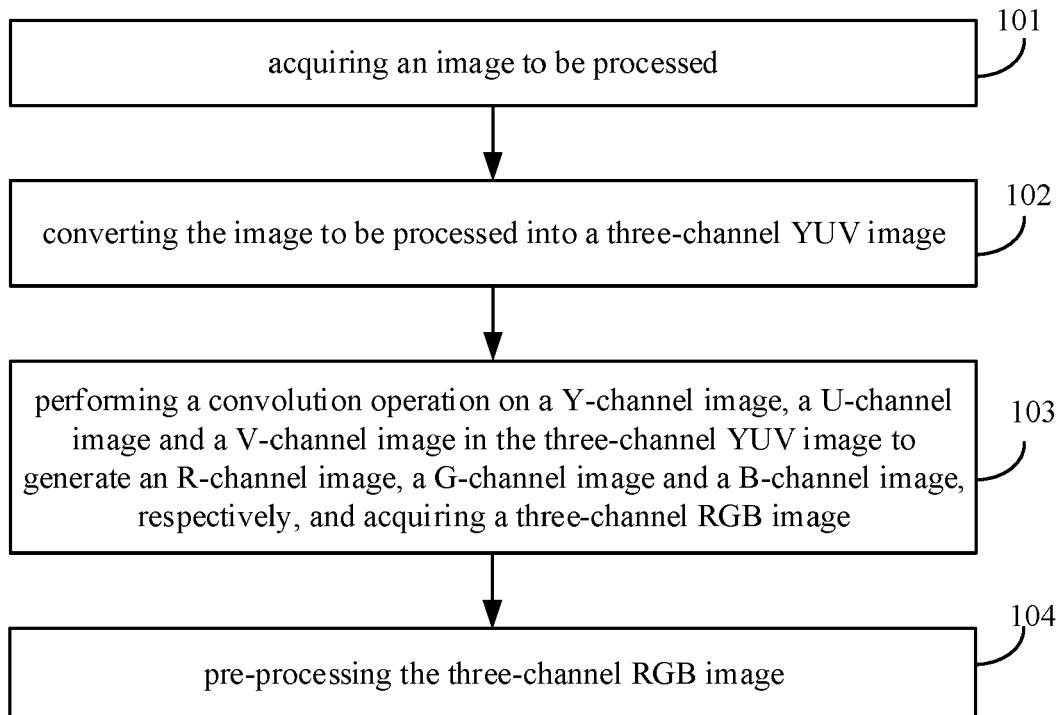 101
acquiring an image to be processed
102
converting the image to be processed into a three-channel YUV image
performing a convolution operation on a Y-channel image, a U-channel
image and a V-channel image in the three-channel YUV image to
103
generate an R-channel image, a G-channel image and a B-channel image,
respectively, and acquiring a three-channel RGB image
104
pre-processing the three-channel RGB image